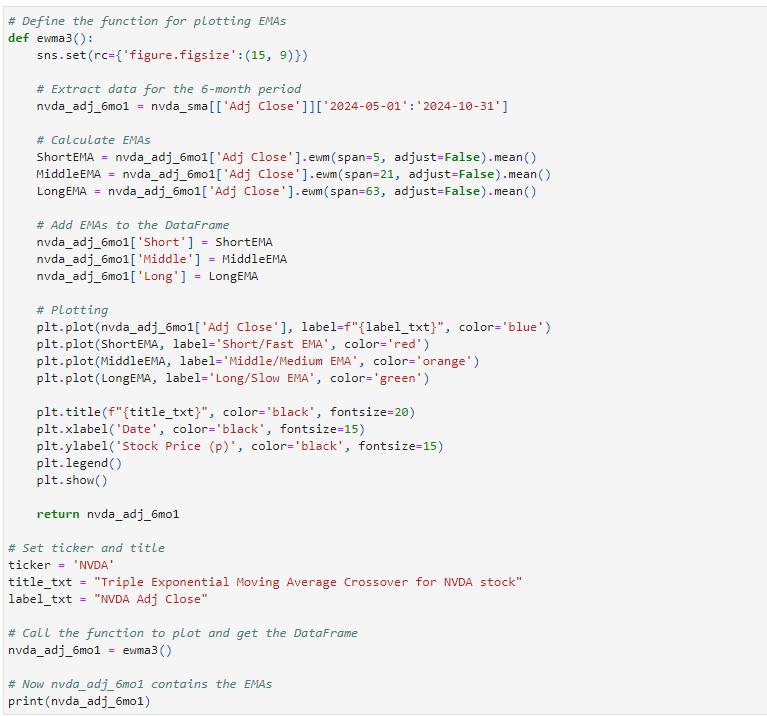 # Define the function for plotting EMAs
def ewma3():
    sns.set(rc={'figure.figsize':(15, 9)})

    # Extract data for the 6-month period
    nvda_adj_6mo1 = nvda_sma[['Adj Close']]['2024-05-01':'2024-10-31']

    # Calculate EMAs
    ShortEMA = nvda_adj_6mo1['Adj Close'].ewm(span=5, adjust=False).mean()
    MiddleEMA = nvda_adj_6mo1['Adj Close'].ewm(span=21, adjust=False).mean()
    LongEMA = nvda_adj_6mo1['Adj Close'].ewm(span=63, adjust=False).mean()

    # Add EMAs to the DataFrame
    nvda_adj_6mo1['Short'] = ShortEMA
    nvda_adj_6mo1['Middle'] = MiddleEMA
    nvda_adj_6mo1['Long'] = LongEMA

    # Plotting
    plt.plot(nvda_adj_6mo1['Adj Close'], label=f"{label_txt}", color='blue')
    plt.plot(ShortEMA, label='Short/Fast EMA', color='red')
    plt.plot(MiddleEMA, label='Middle/Medium EMA', color='orange')
    plt.plot(LongEMA, label='Long/Slow EMA', color='green')

    plt.title(f"{title_txt}", color='black', fontsize=20)
    plt.xlabel('Date', color='black', fontsize=15)
    plt.ylabel('Stock Price (p)', color='black', fontsize=15)
    plt.legend()
    plt.show()

    return nvda_adj_6mo1

# Set ticker and title
ticker = 'NVDA'
title_txt = "Triple Exponential Moving Average Crossover for NVDA stock"
label_txt = "NVDA Adj Close"

# Call the function to plot and get the DataFrame
nvda_adj_6mo1 = ewma3()

# Now nvda_adj_6mo1 contains the EMAs
print(nvda_adj_6mo1)